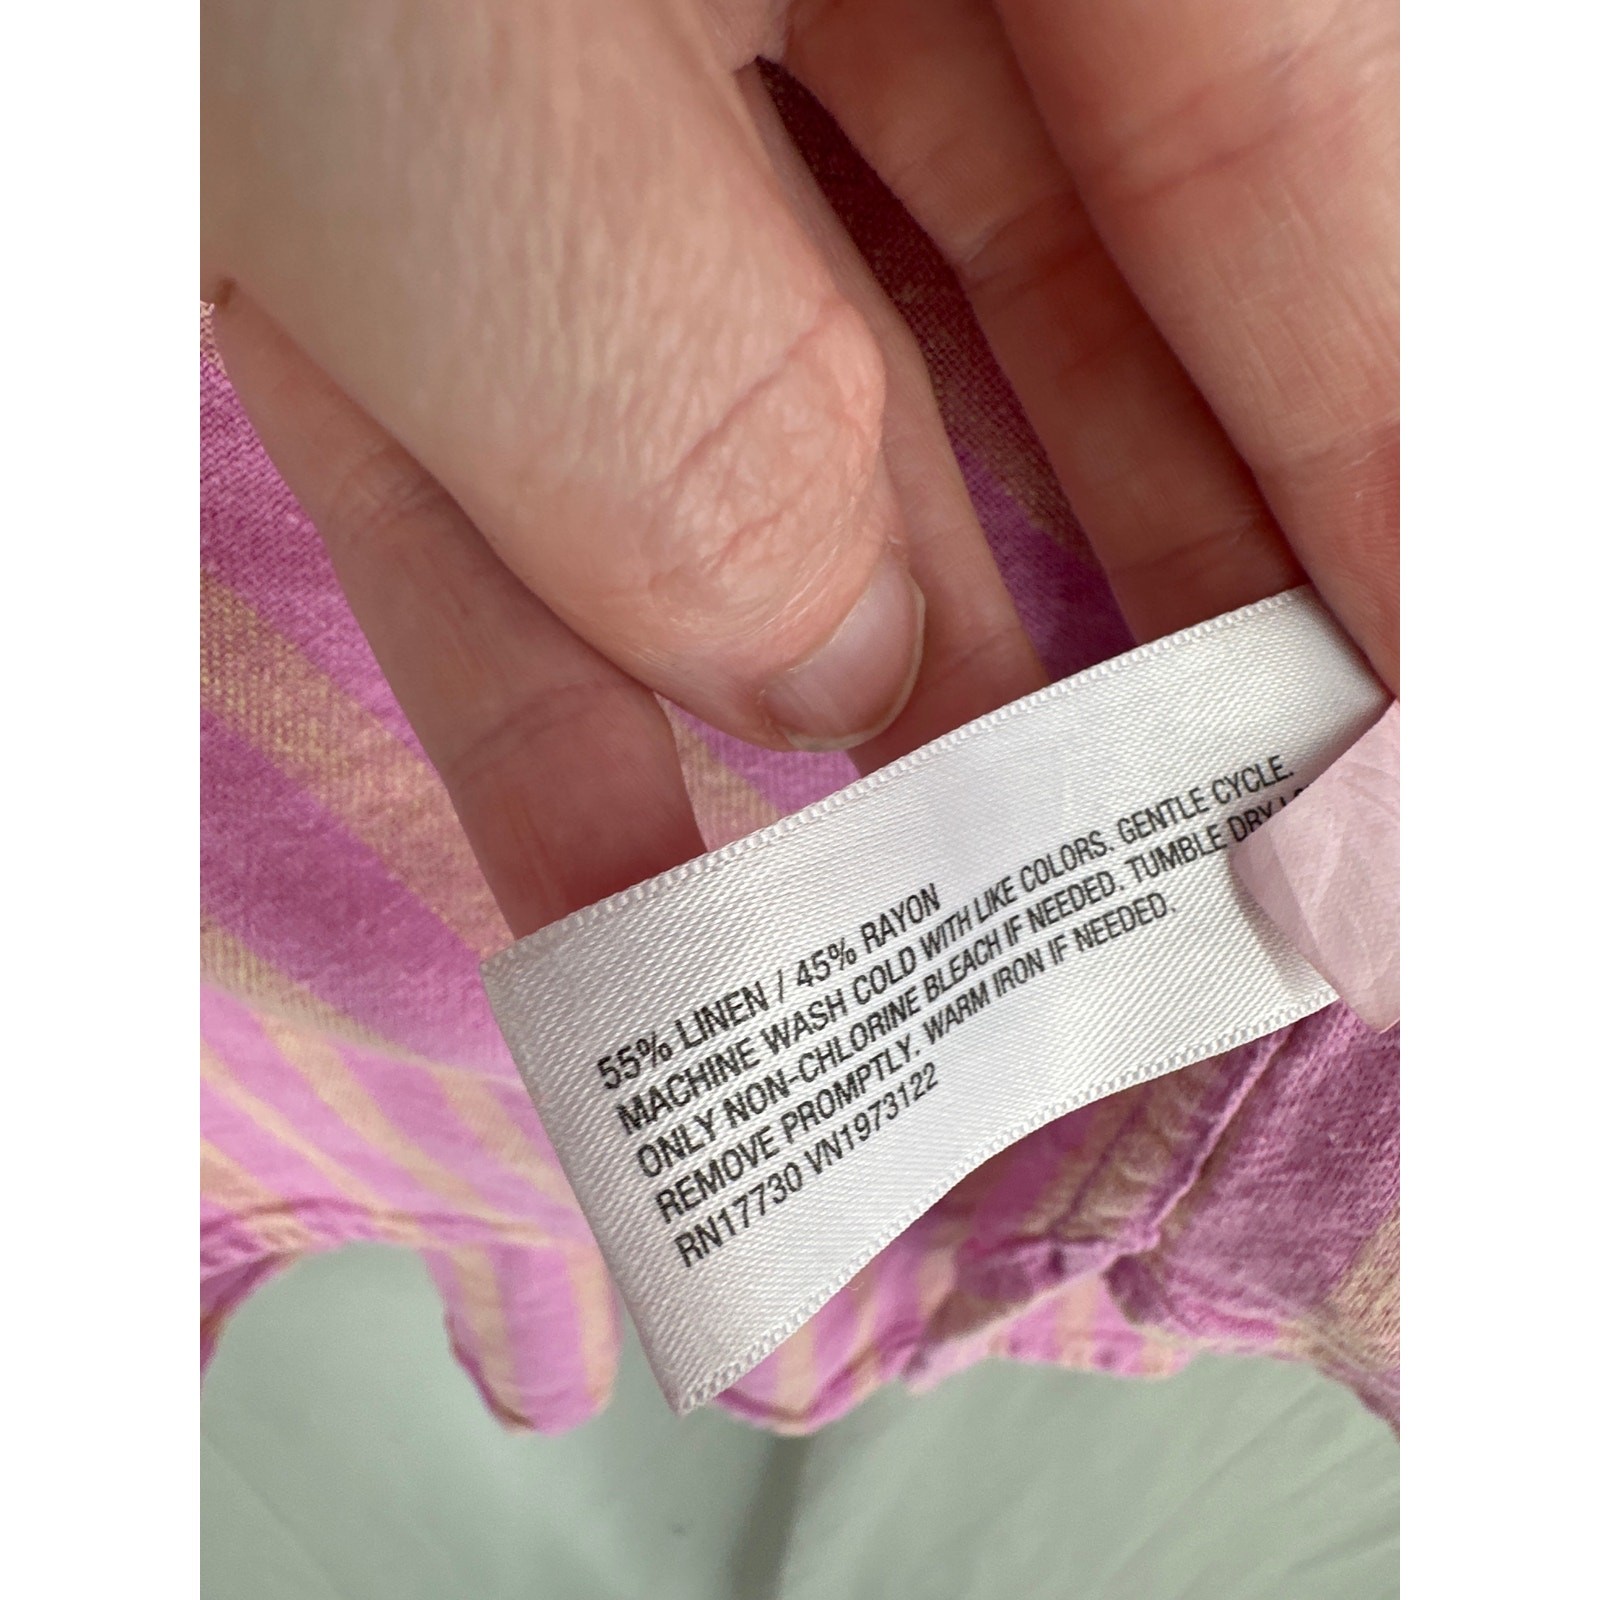 55% LINEN / 45% RAYON
MACHINE WASH COLD WITH LIKE COLORS. GENTLE CYCLE.
ONLY NON-CHLORINE BLEACH IF NEEDED. TUMBLE DRY
REMOVE PROMPTLY. WARM IRON IF NEEDED.
RN17730 VN1973122